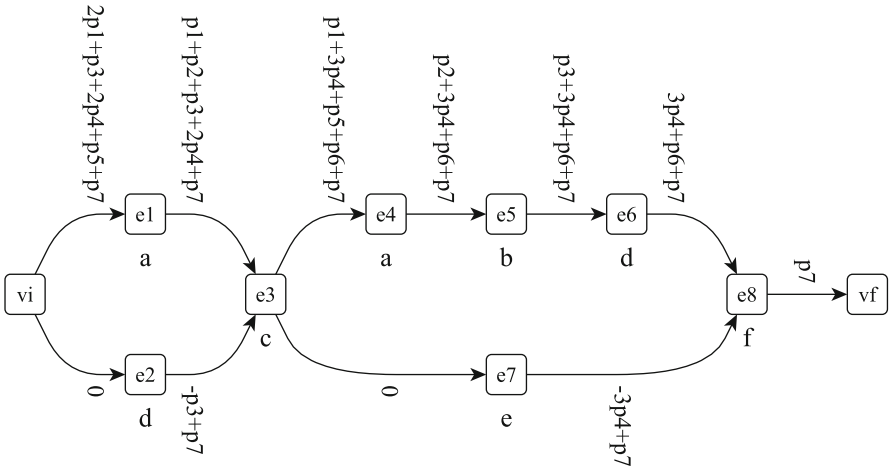 2p1+p3+2p4+p5+p7
p1+p2+p3+2p4+p7
p1+3p4+p5+p6+p7
p2+3p4+p6+p7
p3+3p4+p6+p7
3p4+p6+p7
e1
e4
e5
e6
a
a
b
d
p7
vi
e3
e8
vf
c
f
e2
e7
0
d
-p3+p7
0
e
-3p4+p7